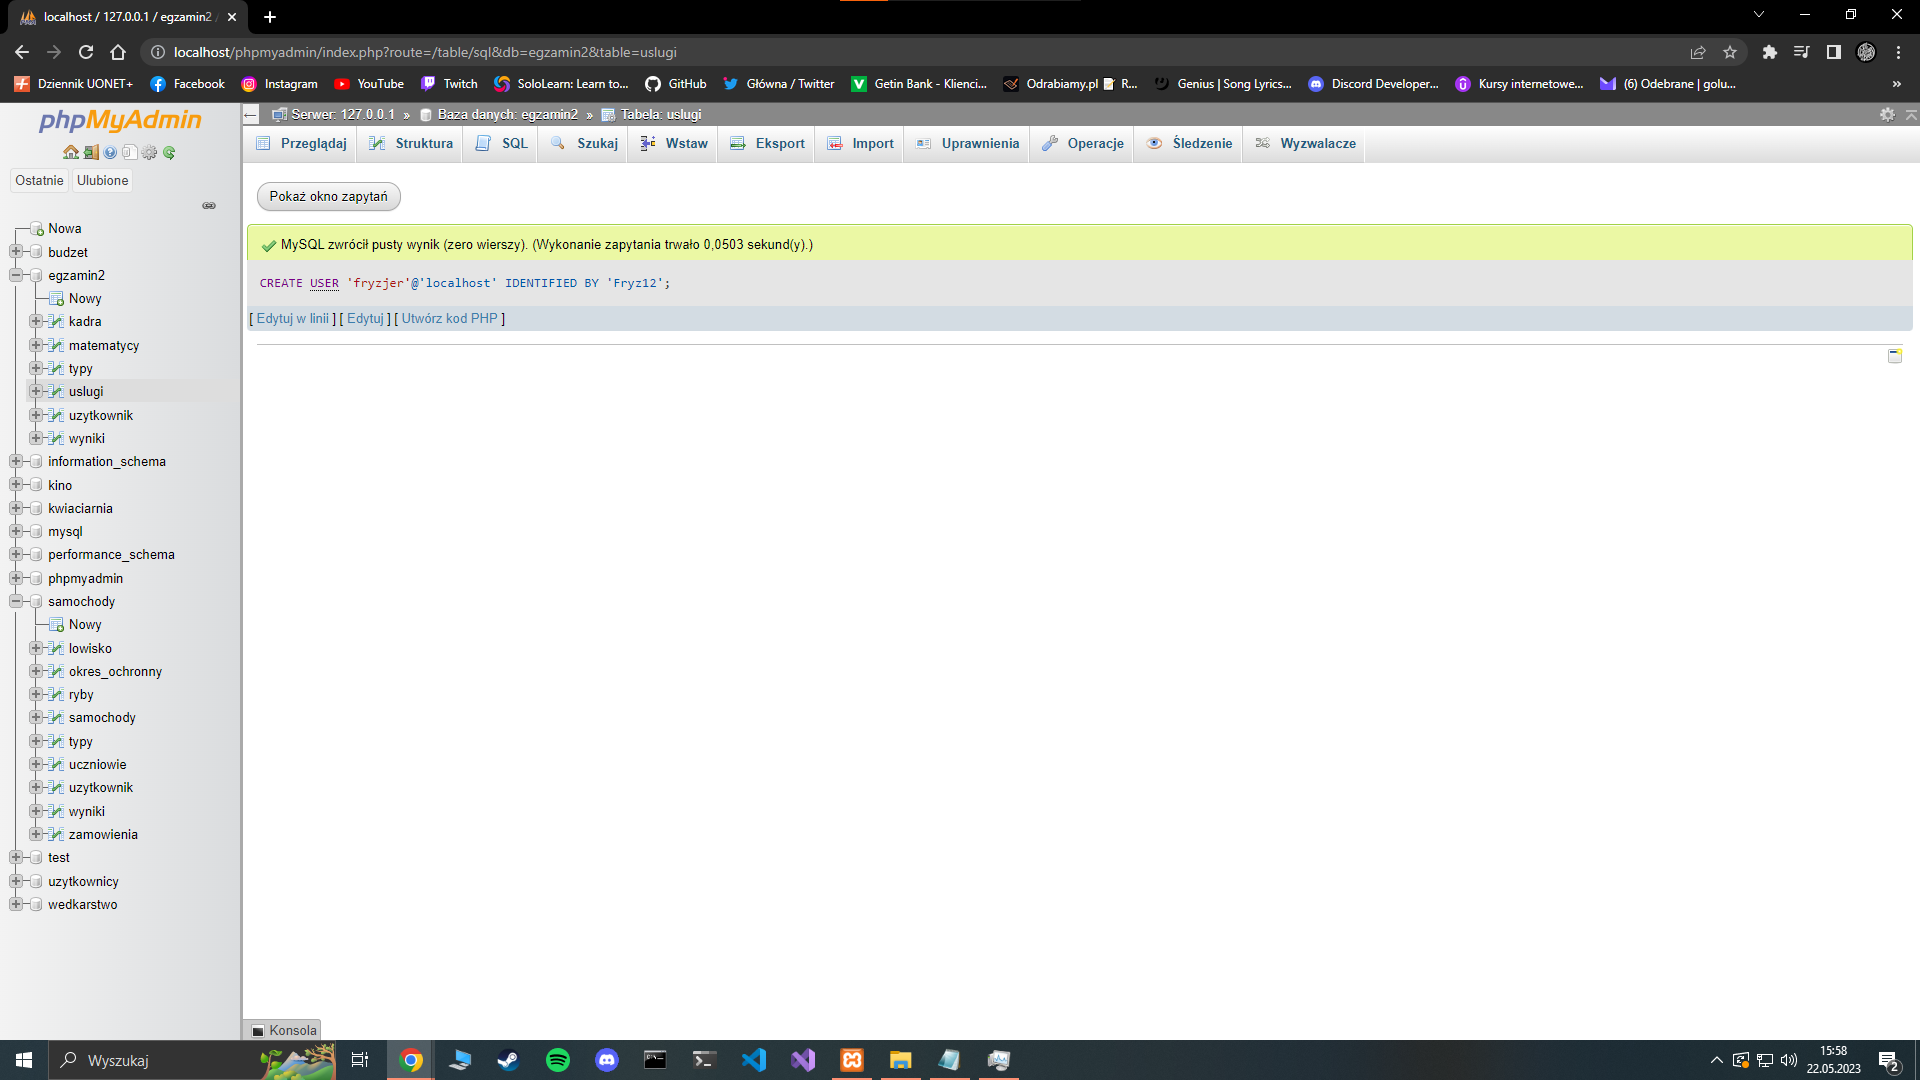 localhost / 127.0.0.1 / egzamin2 /
localhost/phpmyadmin/index.php?route=/table/sql&db=egzamin2&table=uslugi
Dziennik UONET+ Facebook Instagram YouTube Twitch SoloLearn: Learn to... GitHub Główna / Twitter Getin Bank - Kliencі... Odrabiamy.pl R... Genius | Song Lyrics... Discord Developer... Kursy internetowe... (6) Odebrane | golu... »
phpMyAdmin
Ostatnie Ulubione
Nowa
budzet
egzamin2
Nowy
kadra
matematycy
typy
uslugi
uzytkownik
wyniki
information_schema
kino
kwiaciarnia
mysql
performance_schema
phpmyadmin
samochody
Nowy
lowisko
okres_ochronny
ryby
samochody
typy
uczniowie
uzytkownik
wyniki
zamowienia
test
uzytkownicy
wedkarstwo
Serwer: 127.0.0.1 » Baza danych: egzamin2 » Tabela: uslugi
Przeglądaj Struktura SQL Szukaj Wstaw Eksport Import Uprawnienia Operacje Śledzenie Wyzwalacze
Pokaż okno zapytań
MySQL zwrócił pusty wynik (zero wierszy). (Wykonanie zapytania trwało 0,0503 sekund(y).)
CREATE USER 'fryzjer'@'localhost' IDENTIFIED BY 'Fryz12';
[ Edytuj w linii ] [ Edytuj ] [ Utwórz kod PHP ]
Konsola
Wyszukaj
15:58
22.05.2023
2